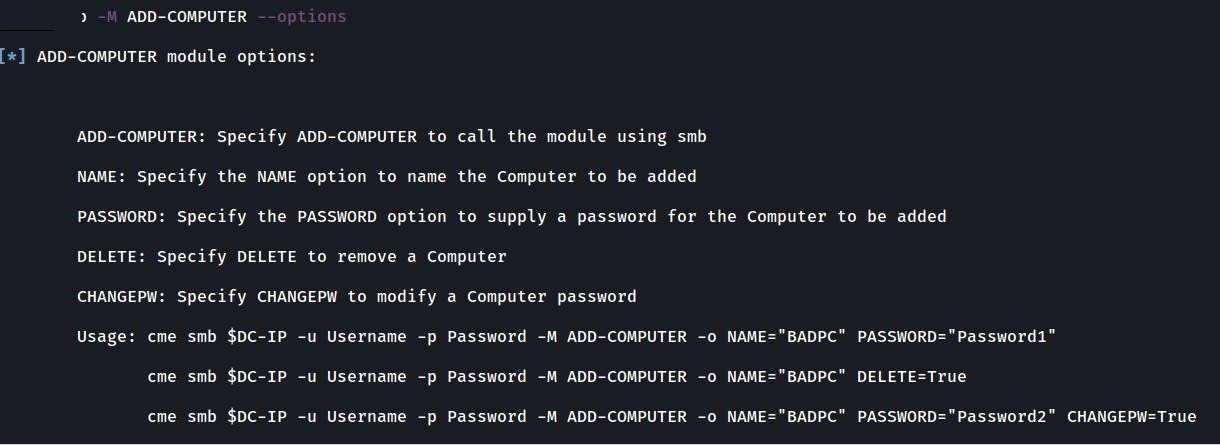 -M ADD-COMPUTER --options
[*] ADD-COMPUTER module options:
ADD-COMPUTER: Specify ADD-COMPUTER to call the module using smb
NAME: Specify the NAME option to name the Computer to be added
PASSWORD: Specify the PASSWORD option to supply a password for the Computer to be added
DELETE: Specify DELETE to remove a Computer
CHANGEPW: Specify CHANGEPW to modify a Computer password
Usage: cme smb $DC-IP -u Username -p Password -M ADD-COMPUTER -o NAME="BADPC" PASSWORD="Password1"
cme smb $DC-IP -u Username -p Password -M ADD-COMPUTER -o NAME="BADPC" DELETE=True
cme smb $DC-IP -u Username -p Password -M ADD-COMPUTER -o NAME="BADPC" PASSWORD="Password2" CHANGEPW=True